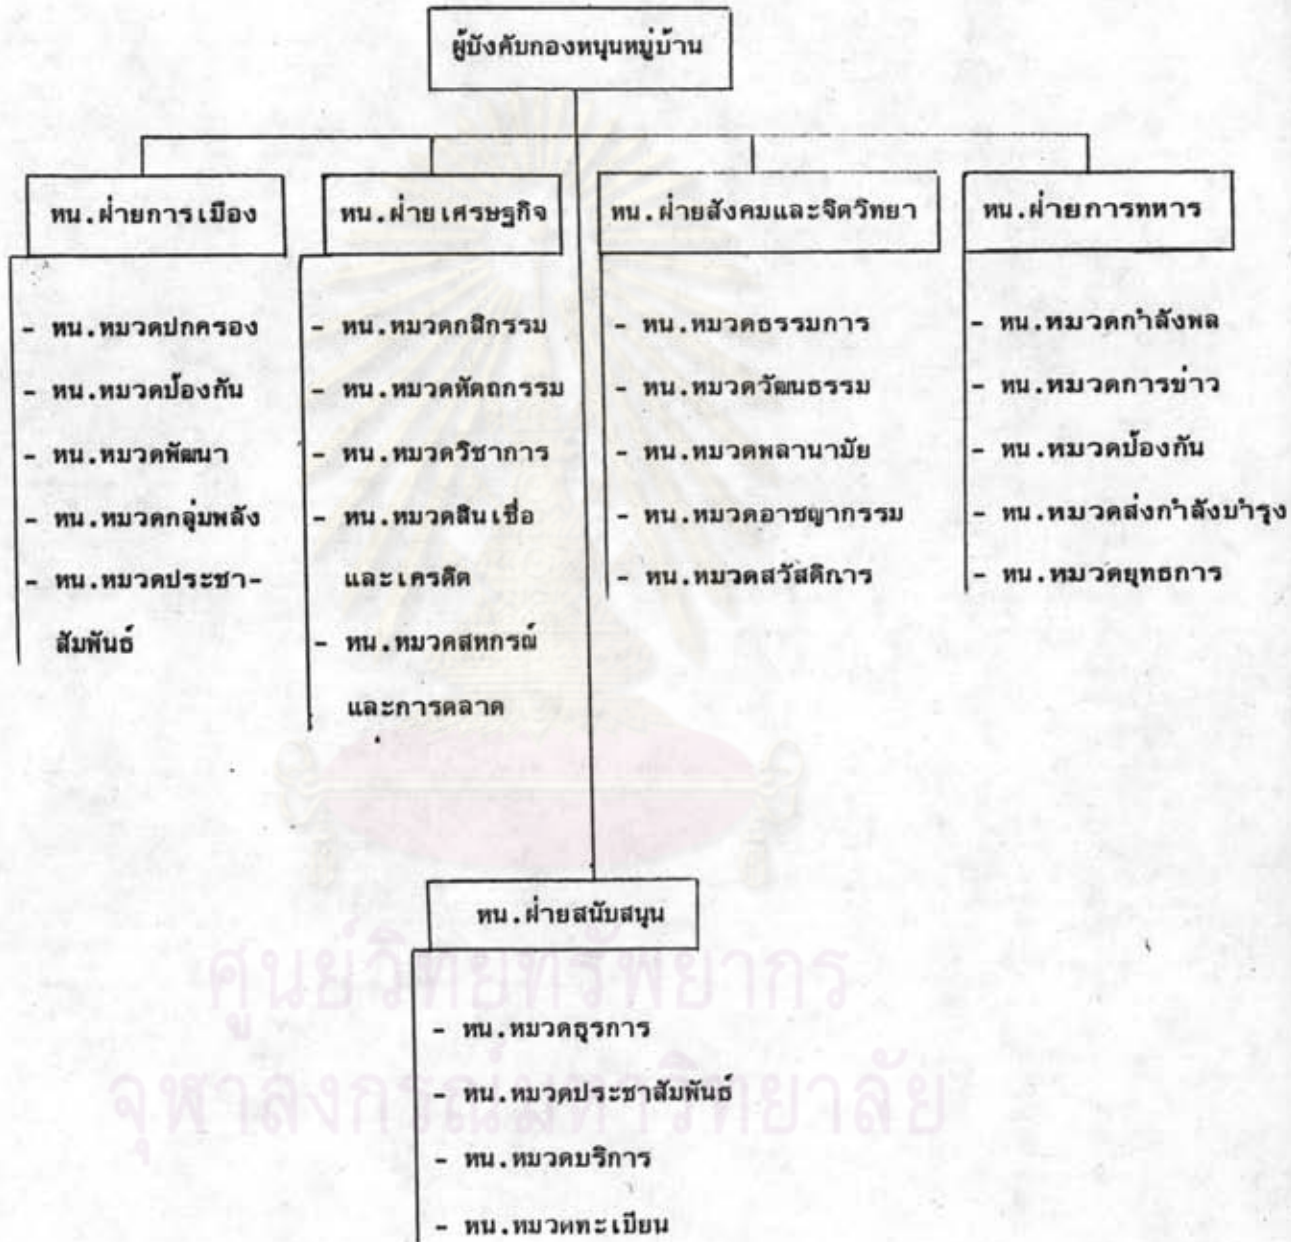 ผู้บังคับกองหนุนหมู่บ้าน
หน.ฝ่ายการเมือง
- หน.หมวดปกครอง
- หน.หมวดป้องกัน
- หน.หมวดพัฒนา
- หน.หมวดกลุ่มพลัง
- หน.หมวดประชา-
สัมพันธ์
หน.ฝ่ายเศรษฐกิจ
- หน.หมวดกสิกรรม
- หน.หมวดหัตถกรรม
- หน.หมวดวิชาการ
- หน.หมวดสินเชื่อ
และเครดิต
- หน.หมวดสหกรณ์
และการตลาด
หน.ฝ่ายสังคมและจิตวิทยา
- หน.หมวดธรรมการ
- หน.หมวดวัฒนธรรม
- หน.หมวดพลานามัย
- หน.หมวดอาชญากรรม
- หน.หมวดสวัสดิการ
หน.ฝ่ายการทหาร
- หน.หมวดกำลังพล
- หน.หมวดการข่าว
- หน.หมวดป้องกัน
- หน.หมวดส่งกำลังบำรุง
- หน.หมวดยุทธการ
หน.ฝ่ายสนับสนุน
- หน.หมวดธุรการ
- หน.หมวดประชาสัมพันธ์
- หน.หมวดบริการ
- หน.หมวดทะเบียน
ศูนย์วิทยทรัพยากร
จุฬาลงกรณ์มหาวิทยาลัย